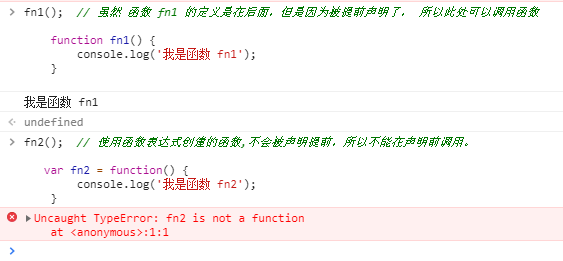 > fn1();  // 虽然 函数 fn1 的定义是在后面，但是因为被提前声明了， 所以此处可以调用函数
function fn1() {
console.log('我是函数 fn1');
}
我是函数 fn1
< undefined
> fn2();  // 使用函数表达式创建的函数,不会被声明提前，所以不能在声明前调用。
var fn2 = function() {
console.log('我是函数 fn2');
}
Uncaught TypeError: fn2 is not a function
at <anonymous>:1:1
>